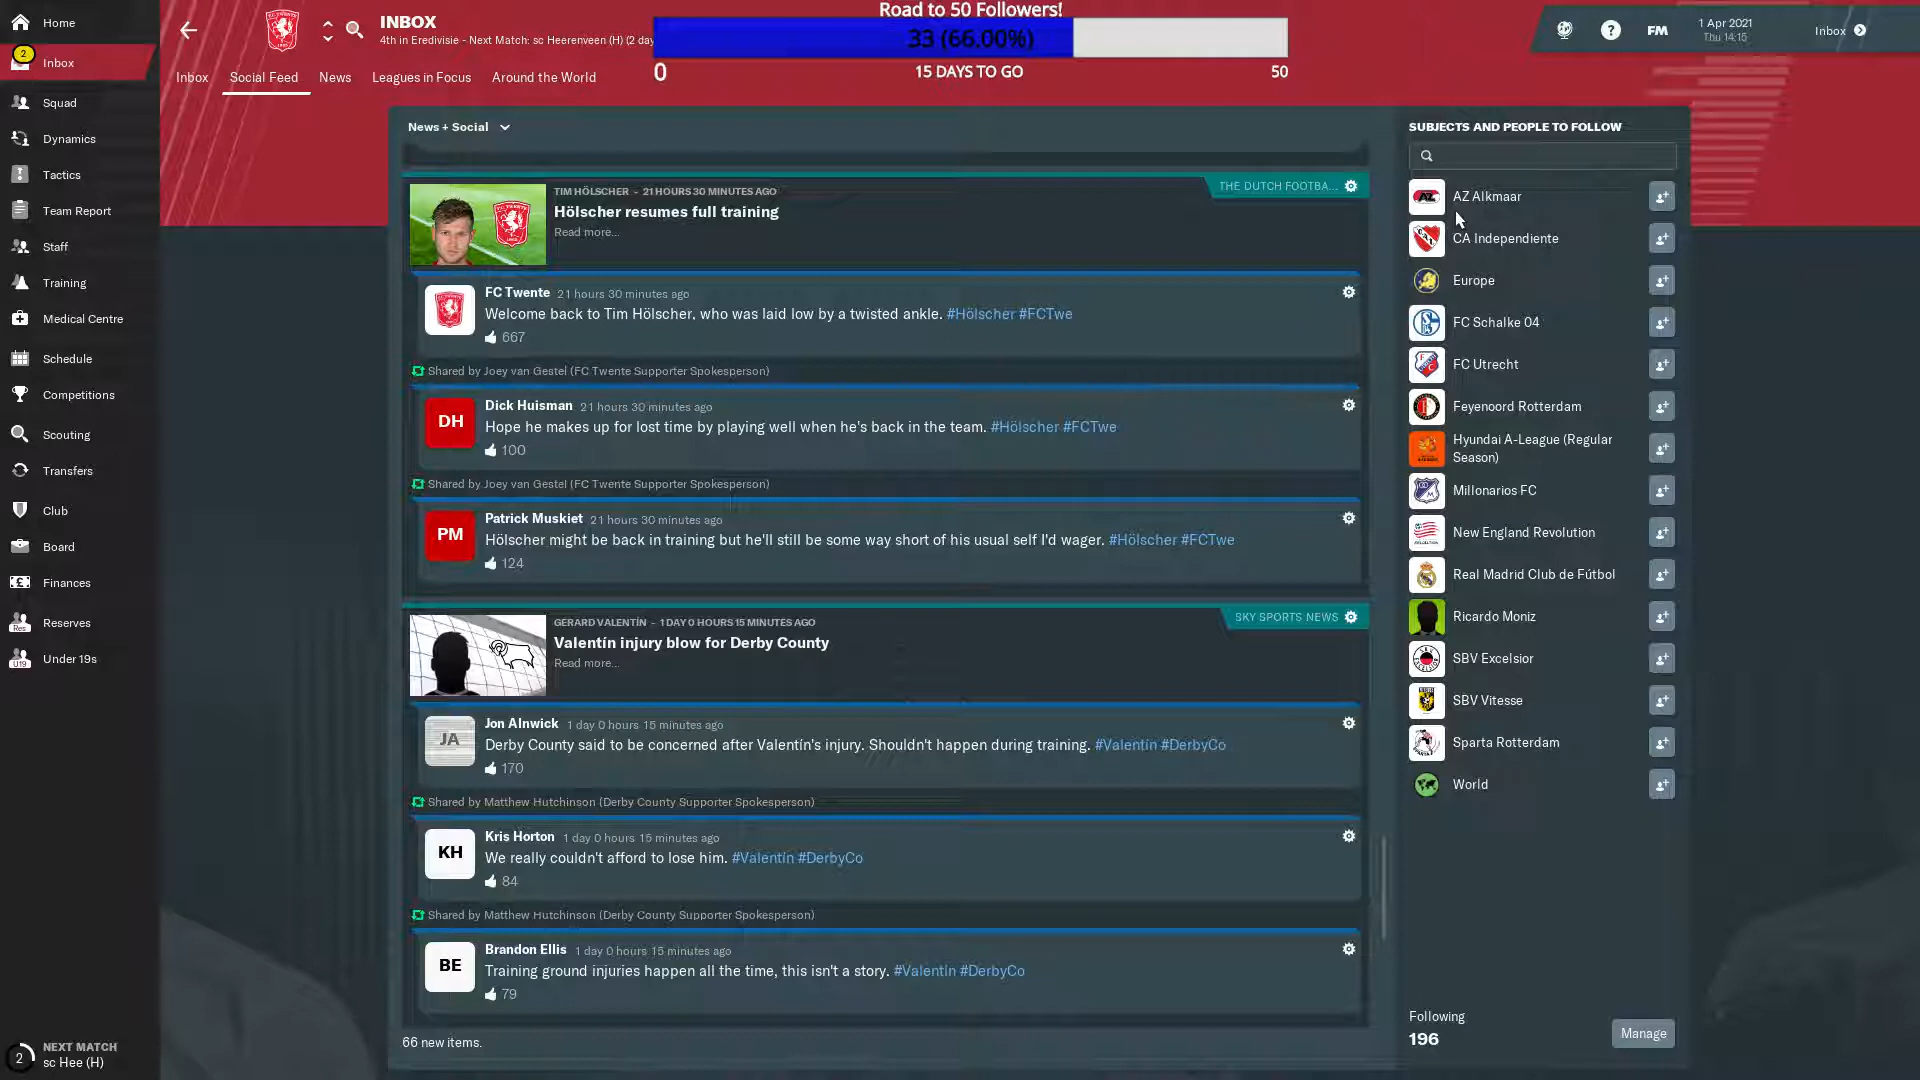 Home
2
Inbox
Squad
Dynamics
Tactics
Team Report
Staff
Training
Medical Centre
Schedule
Competitions
Scouting
Transfers
Club
Board
Finances
Res
Reserves
U19
Under 19s
2
NEXT MATCH
sc Hee (H)
INBOX
4th in Eredivisie - Next Match: sc Heerenveen (H) (2 day
Road to 50 Followers!
33 (66.00%)
0
15 DAYS TO GO
50
?
FM
1 Apr 2021
Thu 14:15
Inbox
Inbox
Social Feed
News
Leagues in Focus
Around the World
News + Social
TIM HÖLSCHER - 21 HOURS 30 MINUTES AGO
THE DUTCH FOOTBA...
Hölscher resumes full training
Read more...
FC Twente 21 hours 30 minutes ago
Welcome back to Tim Hölscher, who was laid low by a twisted ankle. #Hölscher #FCTwe
667
Shared by Joey van Gestel (FC Twente Supporter Spokesperson)
DH
Dick Huisman 21 hours 30 minutes ago
Hope he makes up for lost time by playing well when he's back in the team. #Hölscher #FCTwe
100
Shared by Joey van Gestel (FC Twente Supporter Spokesperson)
PM
Patrick Muskiet 21 hours 30 minutes ago
Hölscher might be back in training but he'll still be some way short of his usual self I'd wager. #Hölscher #FCTwe
124
GERARD VALENTÍN - 1 DAY 0 HOURS 15 MINUTES AGO
SKY SPORTS NEWS
Valentín injury blow for Derby County
Read more...
JA
Jon Alnwick 1 day 0 hours 15 minutes ago
Derby County said to be concerned after Valentín's injury. Shouldn't happen during training. #Valentín #DerbyCo
170
Shared by Matthew Hutchinson (Derby County Supporter Spokesperson)
KH
Kris Horton 1 day 0 hours 15 minutes ago
We really couldn't afford to lose him. #Valentín #DerbyCo
84
Shared by Matthew Hutchinson (Derby County Supporter Spokesperson)
BE
Brandon Ellis 1 day 0 hours 15 minutes ago
Training ground injuries happen all the time, this isn't a story. #Valentín #DerbyCo
79
66 new items.
SUBJECTS AND PEOPLE TO FOLLOW
AZ Alkmaar
CA Independiente
Europe
FC Schalke 04
FC Utrecht
Feyenoord Rotterdam
Hyundai A-League (Regular
Season)
Millonarios FC
New England Revolution
Real Madrid Club de Fútbol
Ricardo Moniz
SBV Excelsior
SBV Vitesse
Sparta Rotterdam
World
Following
196
Manage